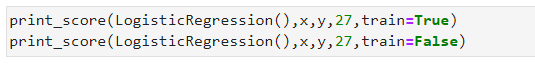 print_score(LogisticRegression(),x,y,27,train=True)
print_score(LogisticRegression(),x,y,27,train=False)